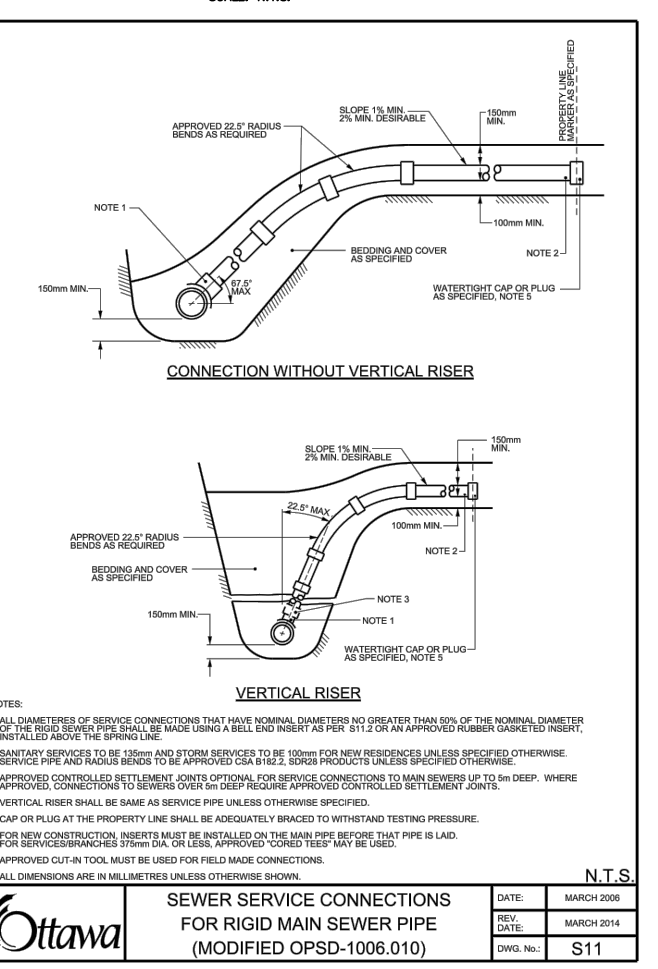 PROPERTY LINE
MARKER AS SPECIFIED
SLOPE 1% MIN.
2% MIN. DESIRABLE
150mm
MIN.
APPROVED 22.5° RADIUS
BENDS AS REQUIRED
NOTE 1
100mm MIN.
BEDDING AND COVER
AS SPECIFIED
NOTE 2
67.5°
MAX
150mm MIN.
WATERTIGHT CAP OR PLUG
AS SPECIFIED, NOTE 5
CONNECTION WITHOUT VERTICAL RISER
SLOPE 1% MIN.
2% MIN. DESIRABLE
150mm
MIN.
22.5° MAX.
100mm MIN.
APPROVED 22.5° RADIUS
BENDS AS REQUIRED
NOTE 2
BEDDING AND COVER
AS SPECIFIED
NOTE 3
150mm MIN.
NOTE 1
WATERTIGHT CAP OR PLUG
AS SPECIFIED, NOTE 5
VERTICAL RISER
OTES:
ALL DIAMETERES OF SERVICE CONNECTIONS THAT HAVE NOMINAL DIAMETERS NO GREATER THAN 50% OF THE NOMINAL DIAMETER
OF THE RIGID SEWER PIPE SHALL BE MADE USING A BELL END INSERT AS PER S11.2 OR AN APPROVED RUBBER GASKETED INSERT,
INSTALLED ABOVE THE SPRING LINE.
SANITARY SERVICES TO BE 135mm AND STORM SERVICES TO BE 100mm FOR NEW RESIDENCES UNLESS SPECIFIED OTHERWISE.
SERVICE PIPE AND RADIUS BENDS TO BE APPROVED CSA B182.2, SDR28 PRODUCTS UNLESS SPECIFIED OTHERWISE.
APPROVED CONTROLLED SETTLEMENT JOINTS OPTIONAL FOR SERVICE CONNECTIONS TO MAIN SEWERS UP TO 5m DEEP. WHERE
APPROVED, CONNECTIONS TO SEWERS OVER 5m DEEP REQUIRE APPROVED CONTROLLED SETTLEMENT JOINTS.
VERTICAL RISER SHALL BE SAME AS SERVICE PIPE UNLESS OTHERWISE SPECIFIED.
CAP OR PLUG AT THE PROPERTY LINE SHALL BE ADEQUATELY BRACED TO WITHSTAND TESTING PRESSURE.
FOR NEW CONSTRUCTION, INSERTS MUST BE INSTALLED ON THE MAIN PIPE BEFORE THAT PIPE IS LAID.
FOR SERVICES/BRANCHES 375mm DIA. OR LESS, APPROVED "CORED TEES" MAY BE USED.
APPROVED CUT-IN TOOL MUST BE USED FOR FIELD MADE CONNECTIONS.
ALL DIMENSIONS ARE IN MILLIMETRES UNLESS OTHERWISE SHOWN.
N.T.S.
Ottawa
SEWER SERVICE CONNECTIONS
FOR RIGID MAIN SEWER PIPE
(MODIFIED OPSD-1006.010)
DATE: MARCH 2006
REV.
DATE: MARCH 2014
DWG. No.: S11